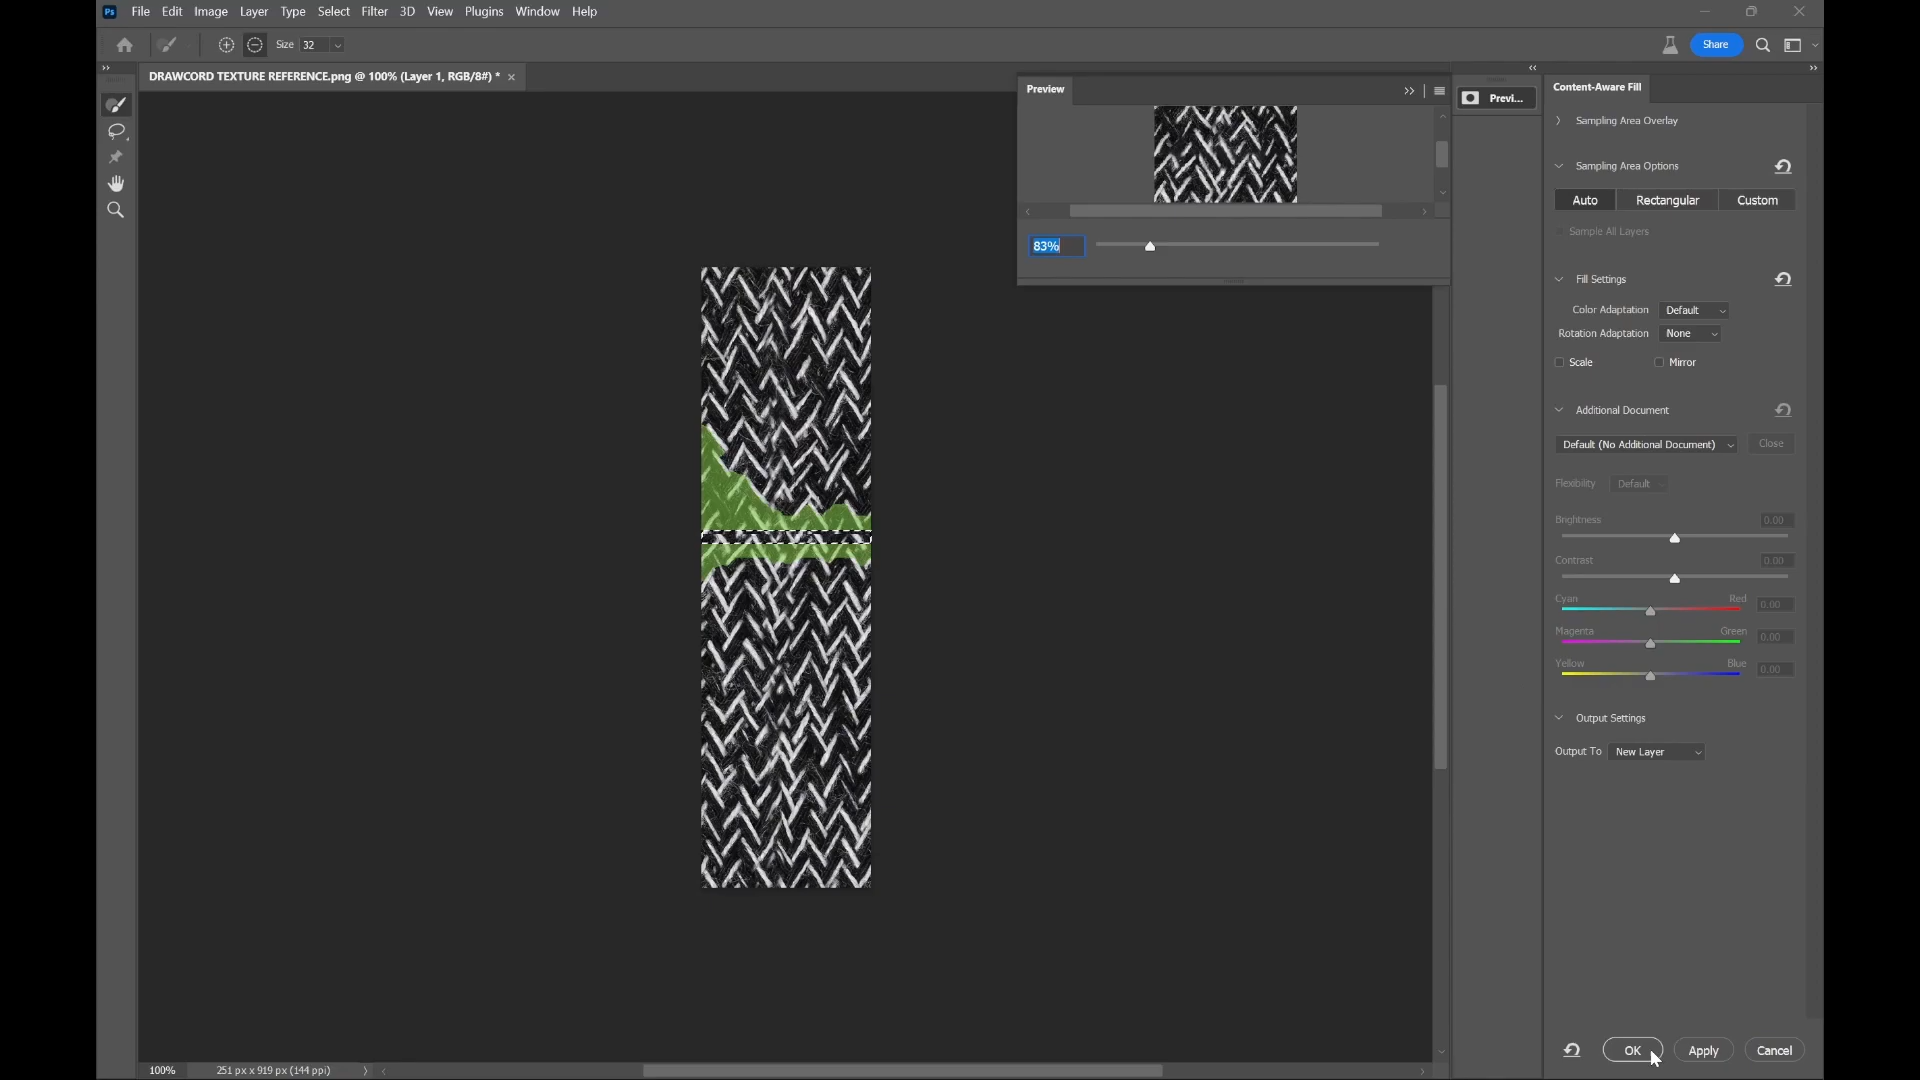 Ps File Edit Image Layer Type Select Filter 3D View Plugins Window Help
Size 32 Share
DRAWCORD TEXTURE REFERENCE.png @ 100% (Layer 1, RGB/8#) *
Preview
83%
Previ...
Content-Aware Fill
Sampling Area Overlay
Sampling Area Options
Auto Rectangular Custom
Sample All Layers
Fill Settings
Color Adaptation Default
Rotation Adaptation None
Scale Mirror
Additional Document
Default (No Additional Document) Close
Flexibility Default
Brightness 0.00
Contrast 0.00
Cyan Red 0.00
Magenta Green 0.00
Yellow Blue 0.00
Output Settings
Output To New Layer
OK Apply Cancel
100% 251 px x 919 px (144 ppi)